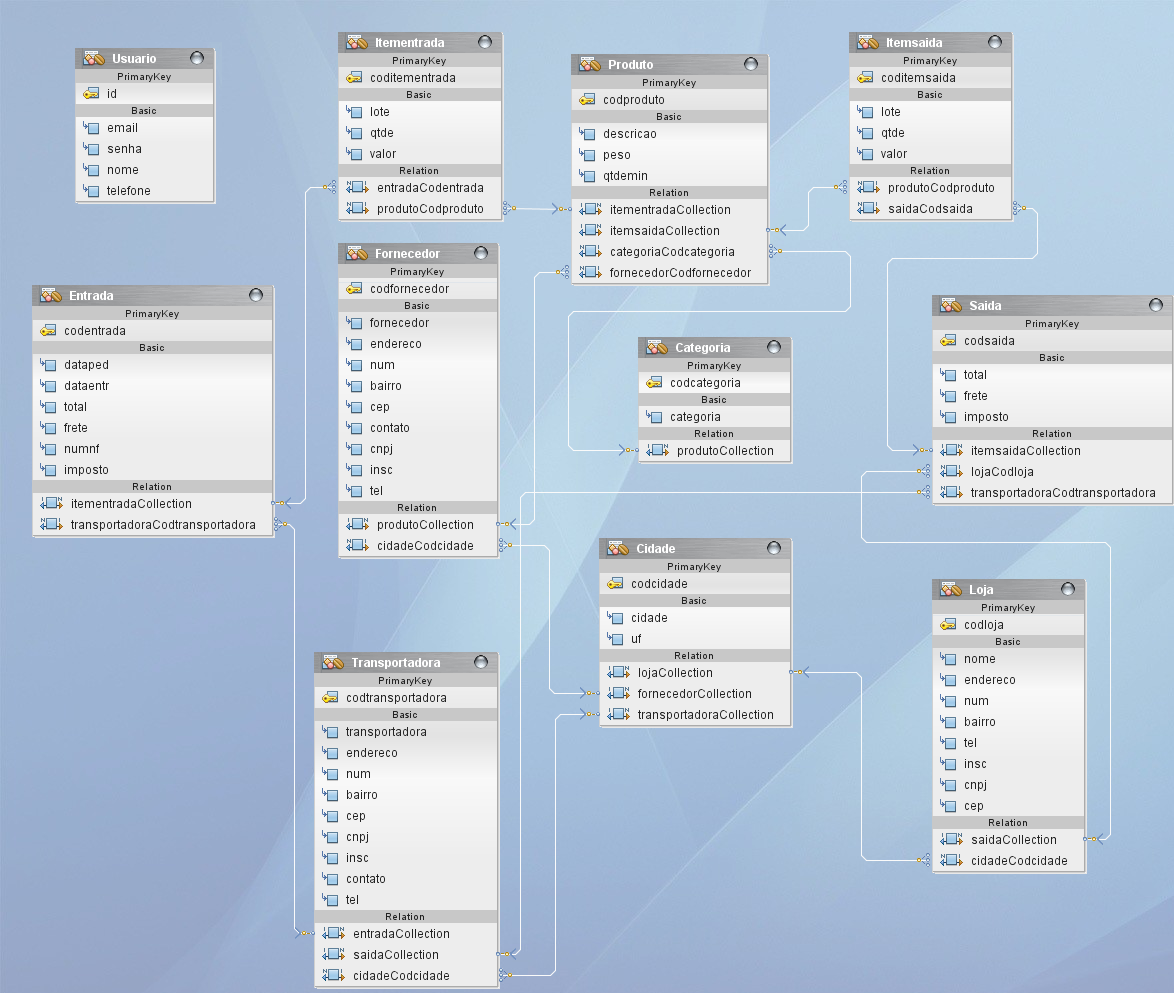 Usuario
PrimaryKey
id
Basic
email
senha
nome
telefone
Itementrada
PrimaryKey
coditementrada
Basic
lote
qtde
valor
Relation
entradaCodentrada
produtoCodproduto
Produto
PrimaryKey
codproduto
Basic
descricao
peso
qtdemin
Relation
itementradaCollection
itemsaidaCollection
categoriaCodcategoria
fornecedorCodfornecedor
Itemsaida
PrimaryKey
coditemsaida
Basic
lote
qtde
valor
Relation
produtoCodproduto
saidaCodsaida
Entrada
PrimaryKey
codentrada
Basic
dataped
dataentr
total
frete
numnf
imposto
Relation
itementradaCollection
transportadoraCodtransportadora
Fornecedor
PrimaryKey
codfornecedor
Basic
fornecedor
endereco
num
bairro
cep
contato
cnpj
insc
tel
Relation
produtoCollection
cidadeCodcidade
Categoria
PrimaryKey
codcategoria
Basic
categoria
Relation
produtoCollection
Saida
PrimaryKey
codsaida
Basic
total
frete
imposto
Relation
itemsaidaCollection
lojaCodloja
transportadoraCodtransportadora
Cidade
PrimaryKey
codcidade
Basic
cidade
uf
Relation
lojaCollection
fornecedorCollection
transportadoraCollection
Loja
PrimaryKey
codloja
Basic
nome
endereco
num
bairro
tel
insc
cnpj
cep
Relation
saidaCollection
cidadeCodcidade
Transportadora
PrimaryKey
codtransportadora
Basic
transportadora
endereco
num
bairro
cep
cnpj
insc
contato
tel
Relation
entradaCollection
saidaCollection
cidadeCodcidade